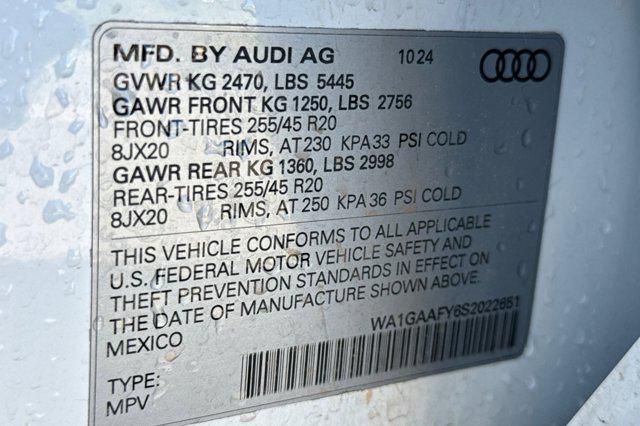 MFD. BY AUDI AG 10 24
GVWR KG 2470, LBS 5445
GAWR FRONT KG 1250, LBS 2756
FRONT-TIRES 255/45 R20
8JX20 RIMS, AT 230 KPA 33 PSI COLD
GAWR REAR KG 1360, LBS 2998
REAR-TIRES 255/45 R20
8JX20 RIMS, AT 250 KPA 36 PSI COLD
THIS VEHICLE CONFORMS TO ALL APPLICABLE
U.S. FEDERAL MOTOR VEHICLE SAFETY AND
THEFT PREVENTION STANDARDS IN EFFECT ON
THE DATE OF MANUFACTURE SHOWN ABOVE.
MEXICO WA1GAAFY6S2022651
TYPE:
MPV